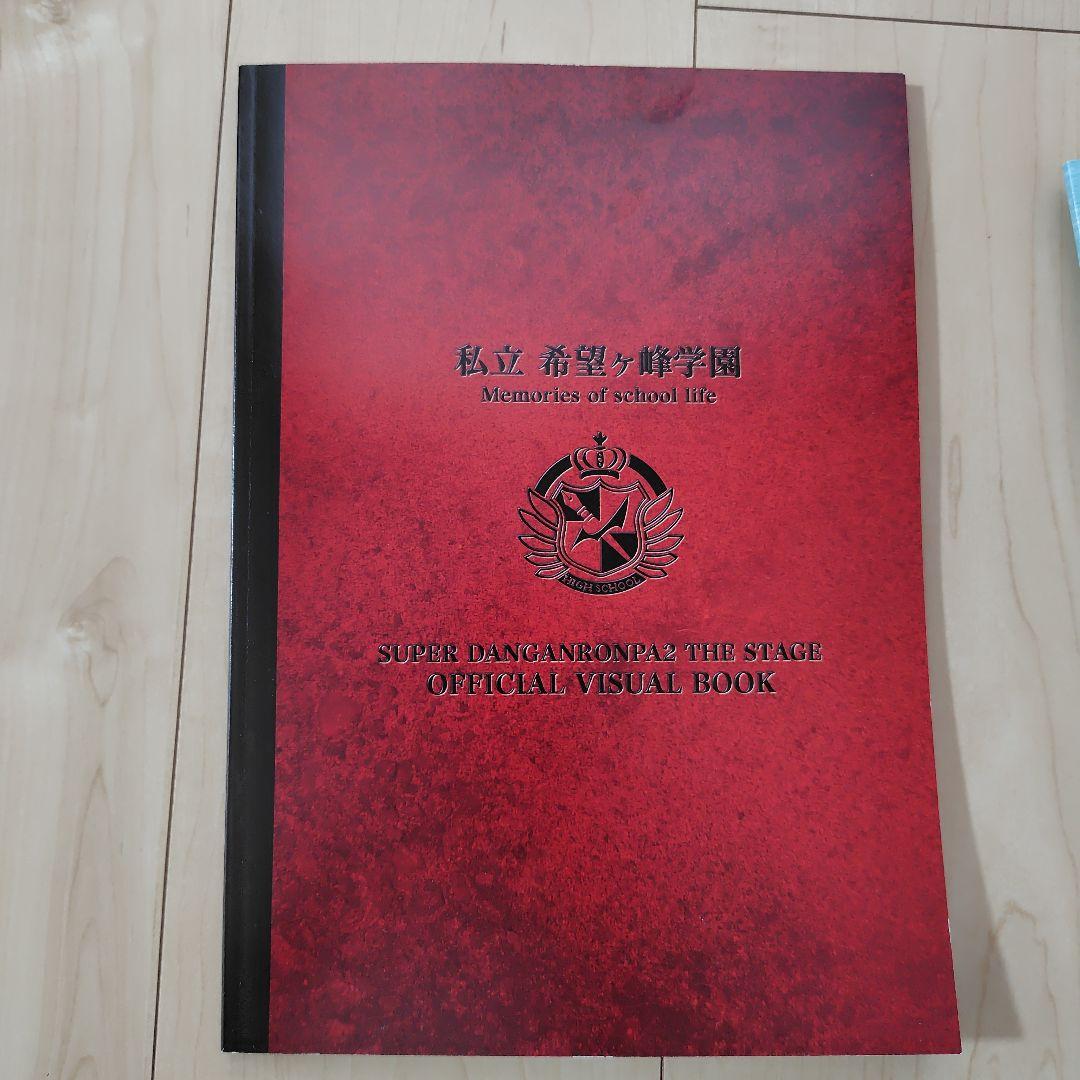 私立 希望ヶ峰学園
Memories of school life
HIGH SCHOOL
SUPER DANGANRONPA2 THE STAGE
OFFICIAL VISUAL BOOK